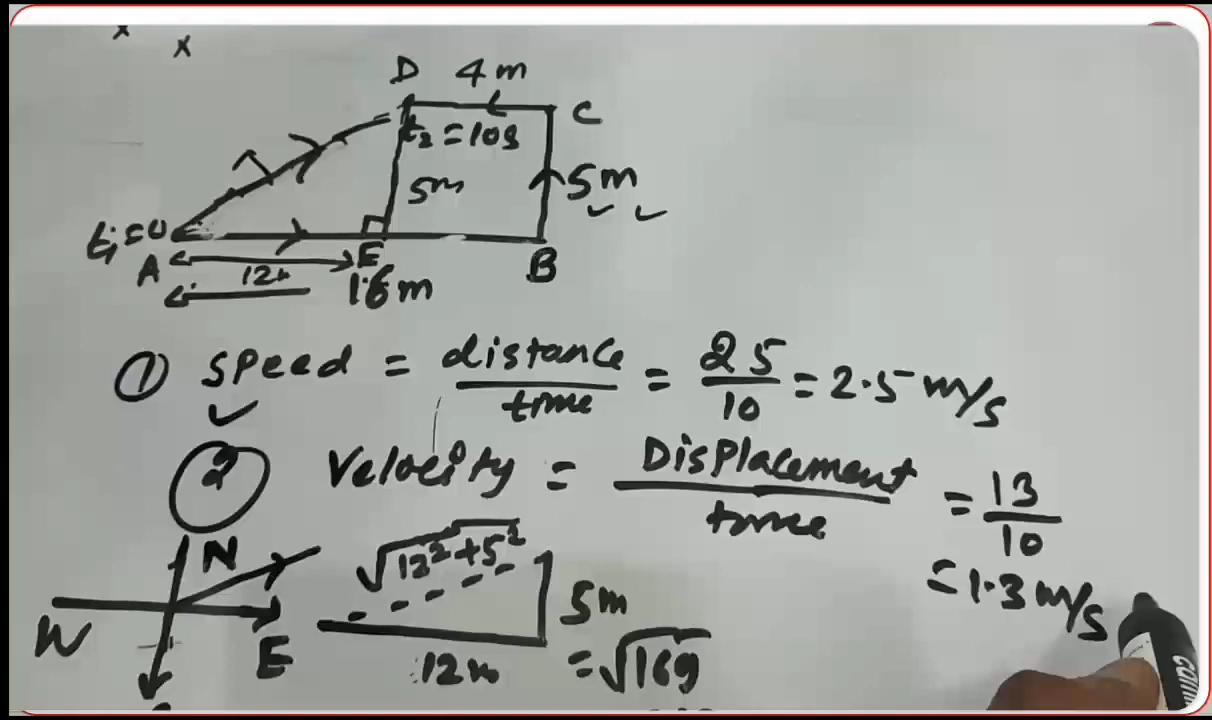 x x
D 4m
C
t₂ = 10s
5m
5m
t₁ = 0
A 12m E
16m B
① Speed = distance/time = 25/10 = 2.5 m/s
② Velocity = Displacement/time = 13/10
= 1.3 m/s
N
W E
√12²+5²
5m
12m
= √169